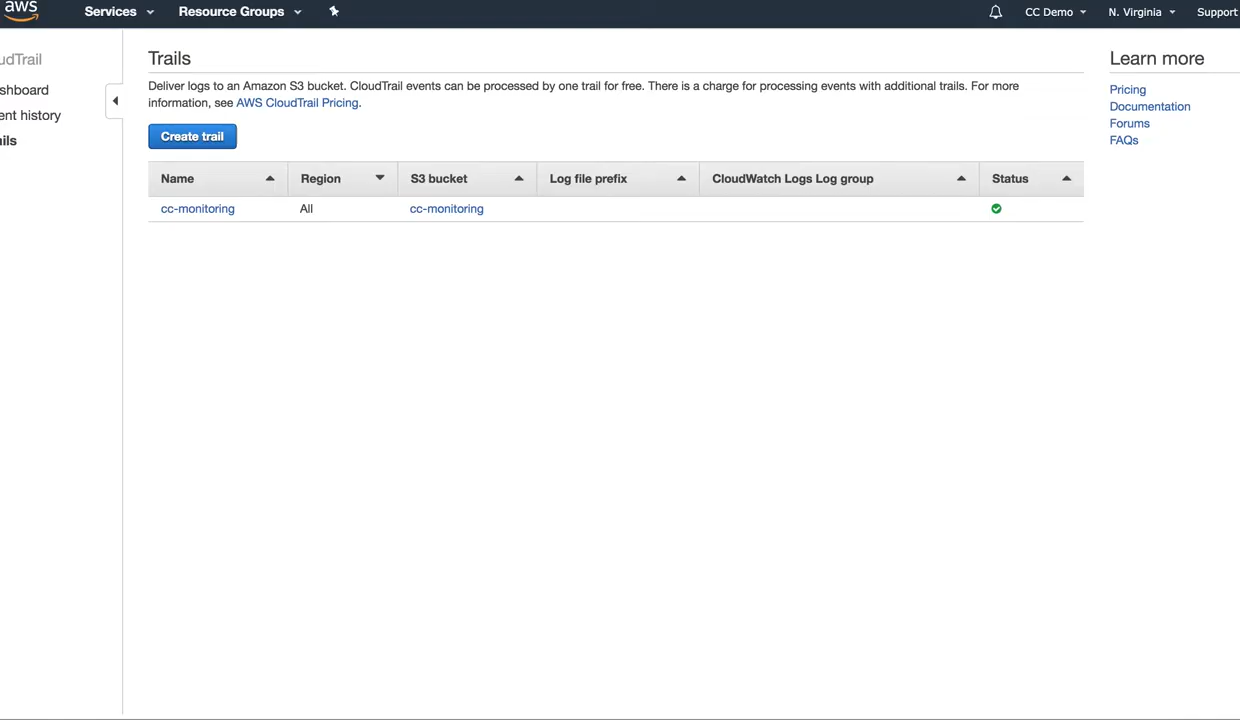 aws Services Resource Groups CC Demo N. Virginia Support
udTrail
shboard
ent history
ils
Trails
Deliver logs to an Amazon S3 bucket. CloudTrail events can be processed by one trail for free. There is a charge for processing events with additional trails. For more
information, see AWS CloudTrail Pricing.
Create trail
Name Region S3 bucket Log file prefix CloudWatch Logs Log group Status
cc-monitoring All cc-monitoring
Learn more
Pricing
Documentation
Forums
FAQs